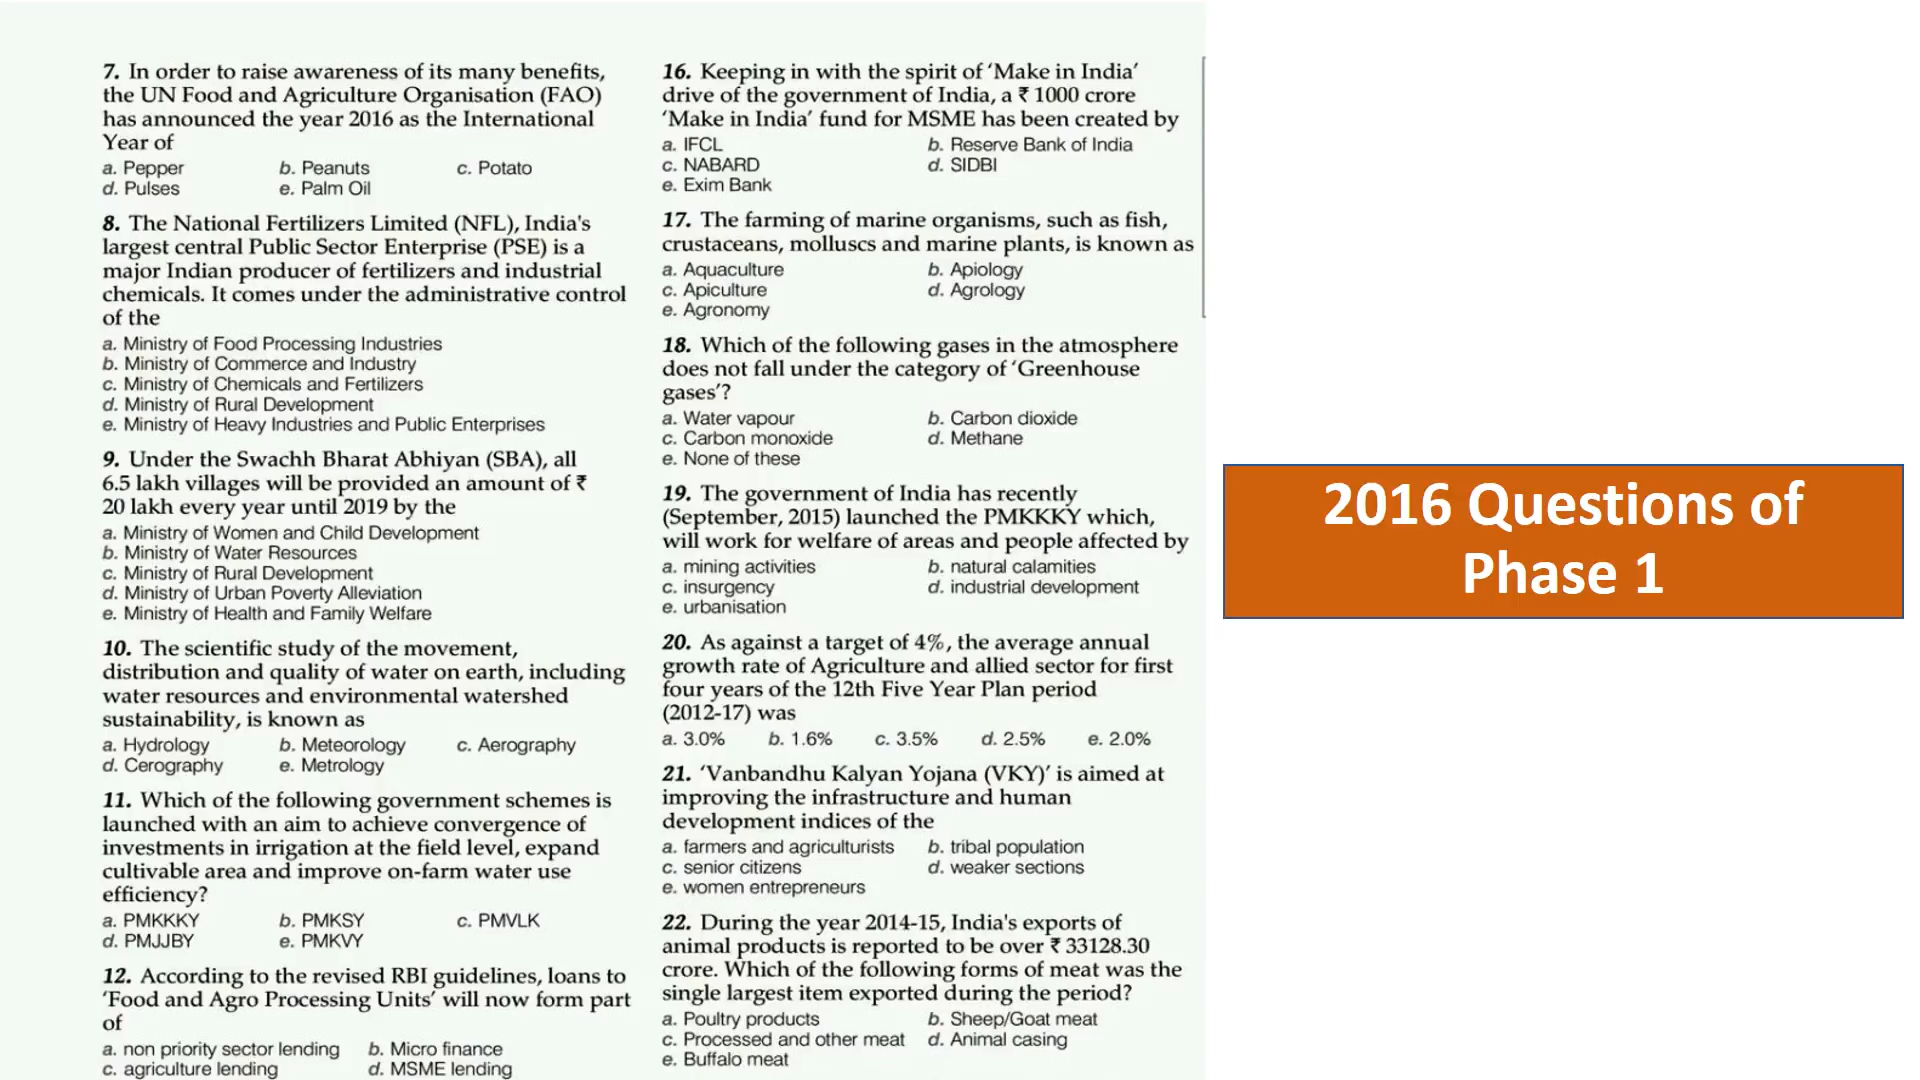 7. In order to raise awareness of its many benefits,
the UN Food and Agriculture Organisation (FAO)
has announced the year 2016 as the International
Year of
a. Pepper b. Peanuts c. Potato
d. Pulses e. Palm Oil
8. The National Fertilizers Limited (NFL), India's
largest central Public Sector Enterprise (PSE) is a
major Indian producer of fertilizers and industrial
chemicals. It comes under the administrative control
of the
a. Ministry of Food Processing Industries
b. Ministry of Commerce and Industry
c. Ministry of Chemicals and Fertilizers
d. Ministry of Rural Development
e. Ministry of Heavy Industries and Public Enterprises
9. Under the Swachh Bharat Abhiyan (SBA), all
6.5 lakh villages will be provided an amount of ₹
20 lakh every year until 2019 by the
a. Ministry of Women and Child Development
b. Ministry of Water Resources
c. Ministry of Rural Development
d. Ministry of Urban Poverty Alleviation
e. Ministry of Health and Family Welfare
10. The scientific study of the movement,
distribution and quality of water on earth, including
water resources and environmental watershed
sustainability, is known as
a. Hydrology b. Meteorology c. Aerography
d. Cerography e. Metrology
11. Which of the following government schemes is
launched with an aim to achieve convergence of
investments in irrigation at the field level, expand
cultivable area and improve on-farm water use
efficiency?
a. PMKKKY b. PMKSY c. PMVLK
d. PMJJBY e. PMKVY
12. According to the revised RBI guidelines, loans to
‘Food and Agro Processing Units’ will now form part
of
a. non priority sector lending b. Micro finance
c. agriculture lending d. MSME lending
16. Keeping in with the spirit of ‘Make in India’
drive of the government of India, a ₹ 1000 crore
‘Make in India’ fund for MSME has been created by
a. IFCL b. Reserve Bank of India
c. NABARD d. SIDBI
e. Exim Bank
17. The farming of marine organisms, such as fish,
crustaceans, molluscs and marine plants, is known as
a. Aquaculture b. Apiology
c. Apiculture d. Agrology
e. Agronomy
18. Which of the following gases in the atmosphere
does not fall under the category of ‘Greenhouse
gases’?
a. Water vapour b. Carbon dioxide
c. Carbon monoxide d. Methane
e. None of these
19. The government of India has recently
(September, 2015) launched the PMKKKY which,
will work for welfare of areas and people affected by
a. mining activities b. natural calamities
c. insurgency d. industrial development
e. urbanisation
20. As against a target of 4%, the average annual
growth rate of Agriculture and allied sector for first
four years of the 12th Five Year Plan period
(2012-17) was
a. 3.0% b. 1.6% c. 3.5% d. 2.5% e. 2.0%
21. ‘Vanbandhu Kalyan Yojana (VKY)’ is aimed at
improving the infrastructure and human
development indices of the
a. farmers and agriculturists b. tribal population
c. senior citizens d. weaker sections
e. women entrepreneurs
22. During the year 2014-15, India's exports of
animal products is reported to be over ₹ 33128.30
crore. Which of the following forms of meat was the
single largest item exported during the period?
a. Poultry products b. Sheep/Goat meat
c. Processed and other meat d. Animal casing
e. Buffalo meat
2016 Questions of
Phase 1